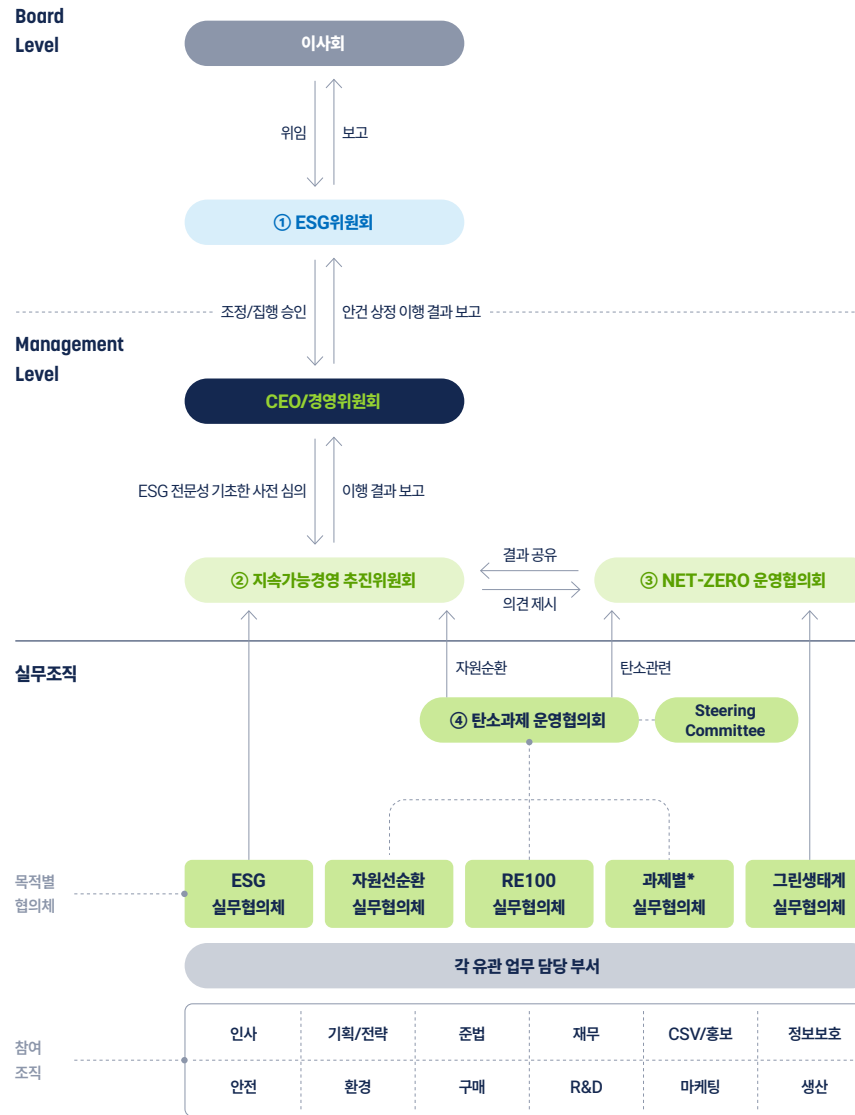 Board
Level
이사회
위임
보고
① ESG위원회
조정/집행 승인
안건 상정 이행 결과 보고
Management
Level
CEO/경영위원회
ESG 전문성 기초한 사전 심의
이행 결과 보고
② 지속가능경영 추진위원회
결과 공유
의견 제시
③ NET-ZERO 운영협의회
실무조직
자원순환
탄소관련
④ 탄소과제 운영협의회
Steering
Committee
목적별
협의체
ESG
실무협의체
자원선순환
실무협의체
RE100
실무협의체
과제별*
실무협의체
그린생태계
실무협의체
각 유관 업무 담당 부서
참여
조직
인사
기획/전략
준법
재무
CSV/홍보
정보보호
안전
환경
구매
R&D
마케팅
생산